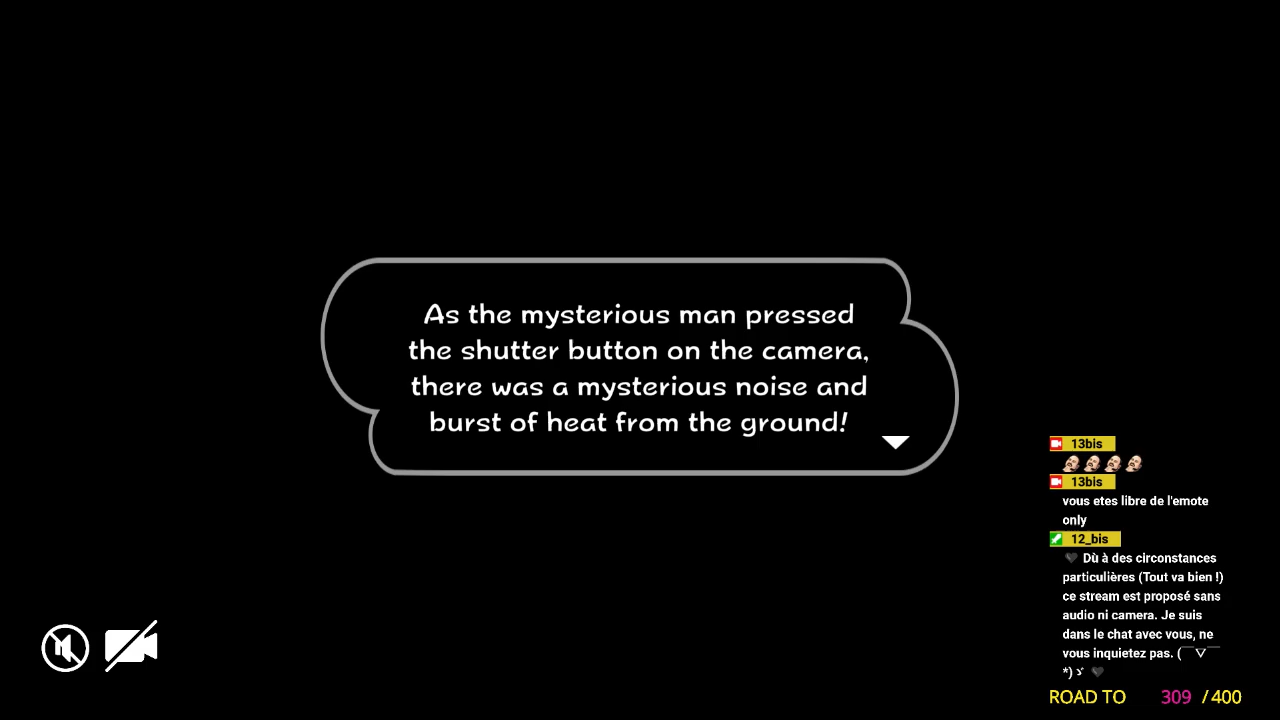 As the mysterious man pressed
the shutter button on the camera,
there was a mysterious noise and
burst of heat from the ground!
13bis
13bis
vous etes libre de l'emote
only
12_bis
🖤 Dù à des circonstances
particulières (Tout va bien !)
ce stream est proposé sans
audio ni camera. Je suis
dans le chat avec vous, ne
vous inquietez pas. (￣▽￣
*)ゞ 🖤
ROAD TO 309 / 400